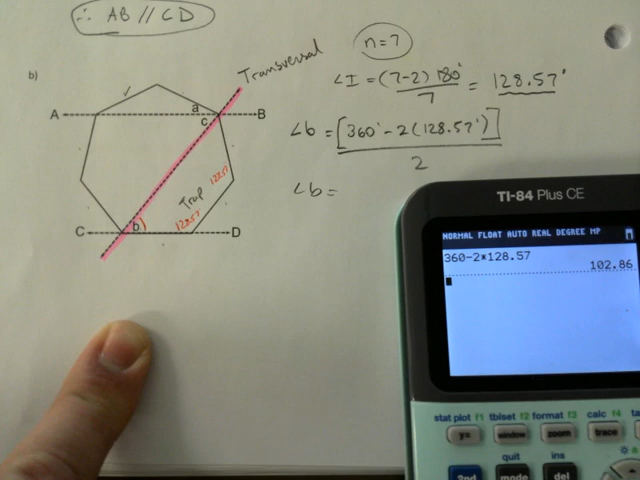 ∴ AB // CD
n=7
Transversal
b)
∠I = (7-2) 180° / 7 = 128.57°
A
a
B
c
∠b = [360° - 2(128.57°)] / 2
128.57
Trap
∠b =
128.57
C
b
D
TI-84 Plus CE
NORMAL FLOAT AUTO REAL DEGREE MP
360-2*128.57
102.86
stat plot f1 tblset f2 format f3 calc f4 ta
y= window zoom trace
quit ins
2nd mode del